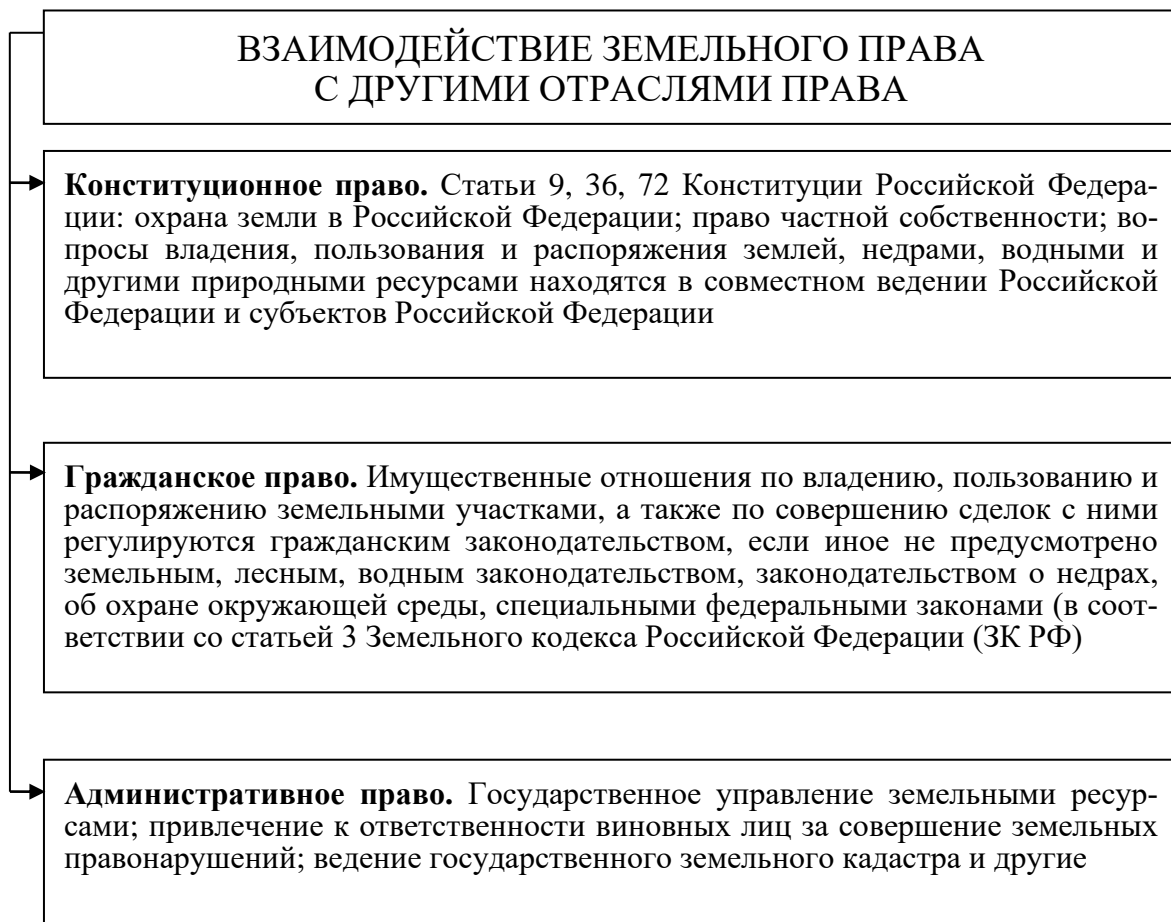 ВЗАИМОДЕЙСТВИЕ ЗЕМЕЛЬНОГО ПРАВА
С ДРУГИМИ ОТРАСЛЯМИ ПРАВА
Конституционное право. Статьи 9, 36, 72 Конституции Российской Федера-
ции: охрана земли в Российской Федерации; право частной собственности; во-
просы владения, пользования и распоряжения землей, недрами, водными и
другими природными ресурсами находятся в совместном ведении Российской
Федерации и субъектов Российской Федерации
Гражданское право. Имущественные отношения по владению, пользованию и
распоряжению земельными участками, а также по совершению сделок с ними
регулируются гражданским законодательством, если иное не предусмотрено
земельным, лесным, водным законодательством, законодательством о недрах,
об охране окружающей среды, специальными федеральными законами (в соот-
ветствии со статьей 3 Земельного кодекса Российской Федерации (ЗК РФ)
Административное право. Государственное управление земельными ресур-
сами; привлечение к ответственности виновных лиц за совершение земельных
правонарушений; ведение государственного земельного кадастра и другие